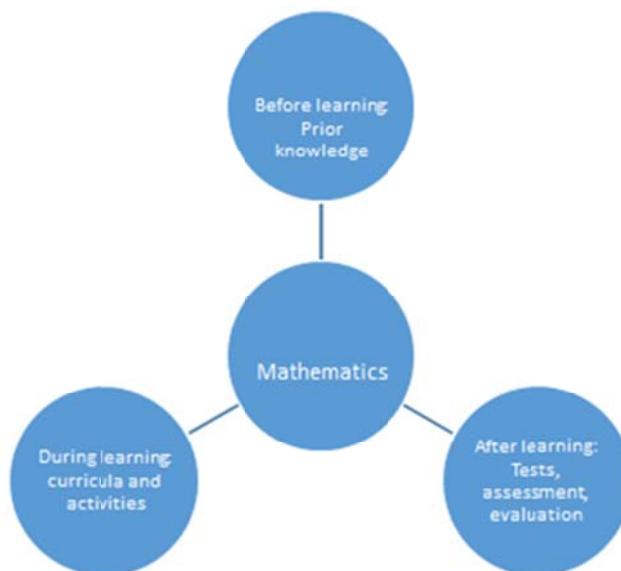 Before learning:
Prior
knowledge
Mathematics
During learning:
curricula and
activities
After learning:
Tests,
assessment,
evaluation